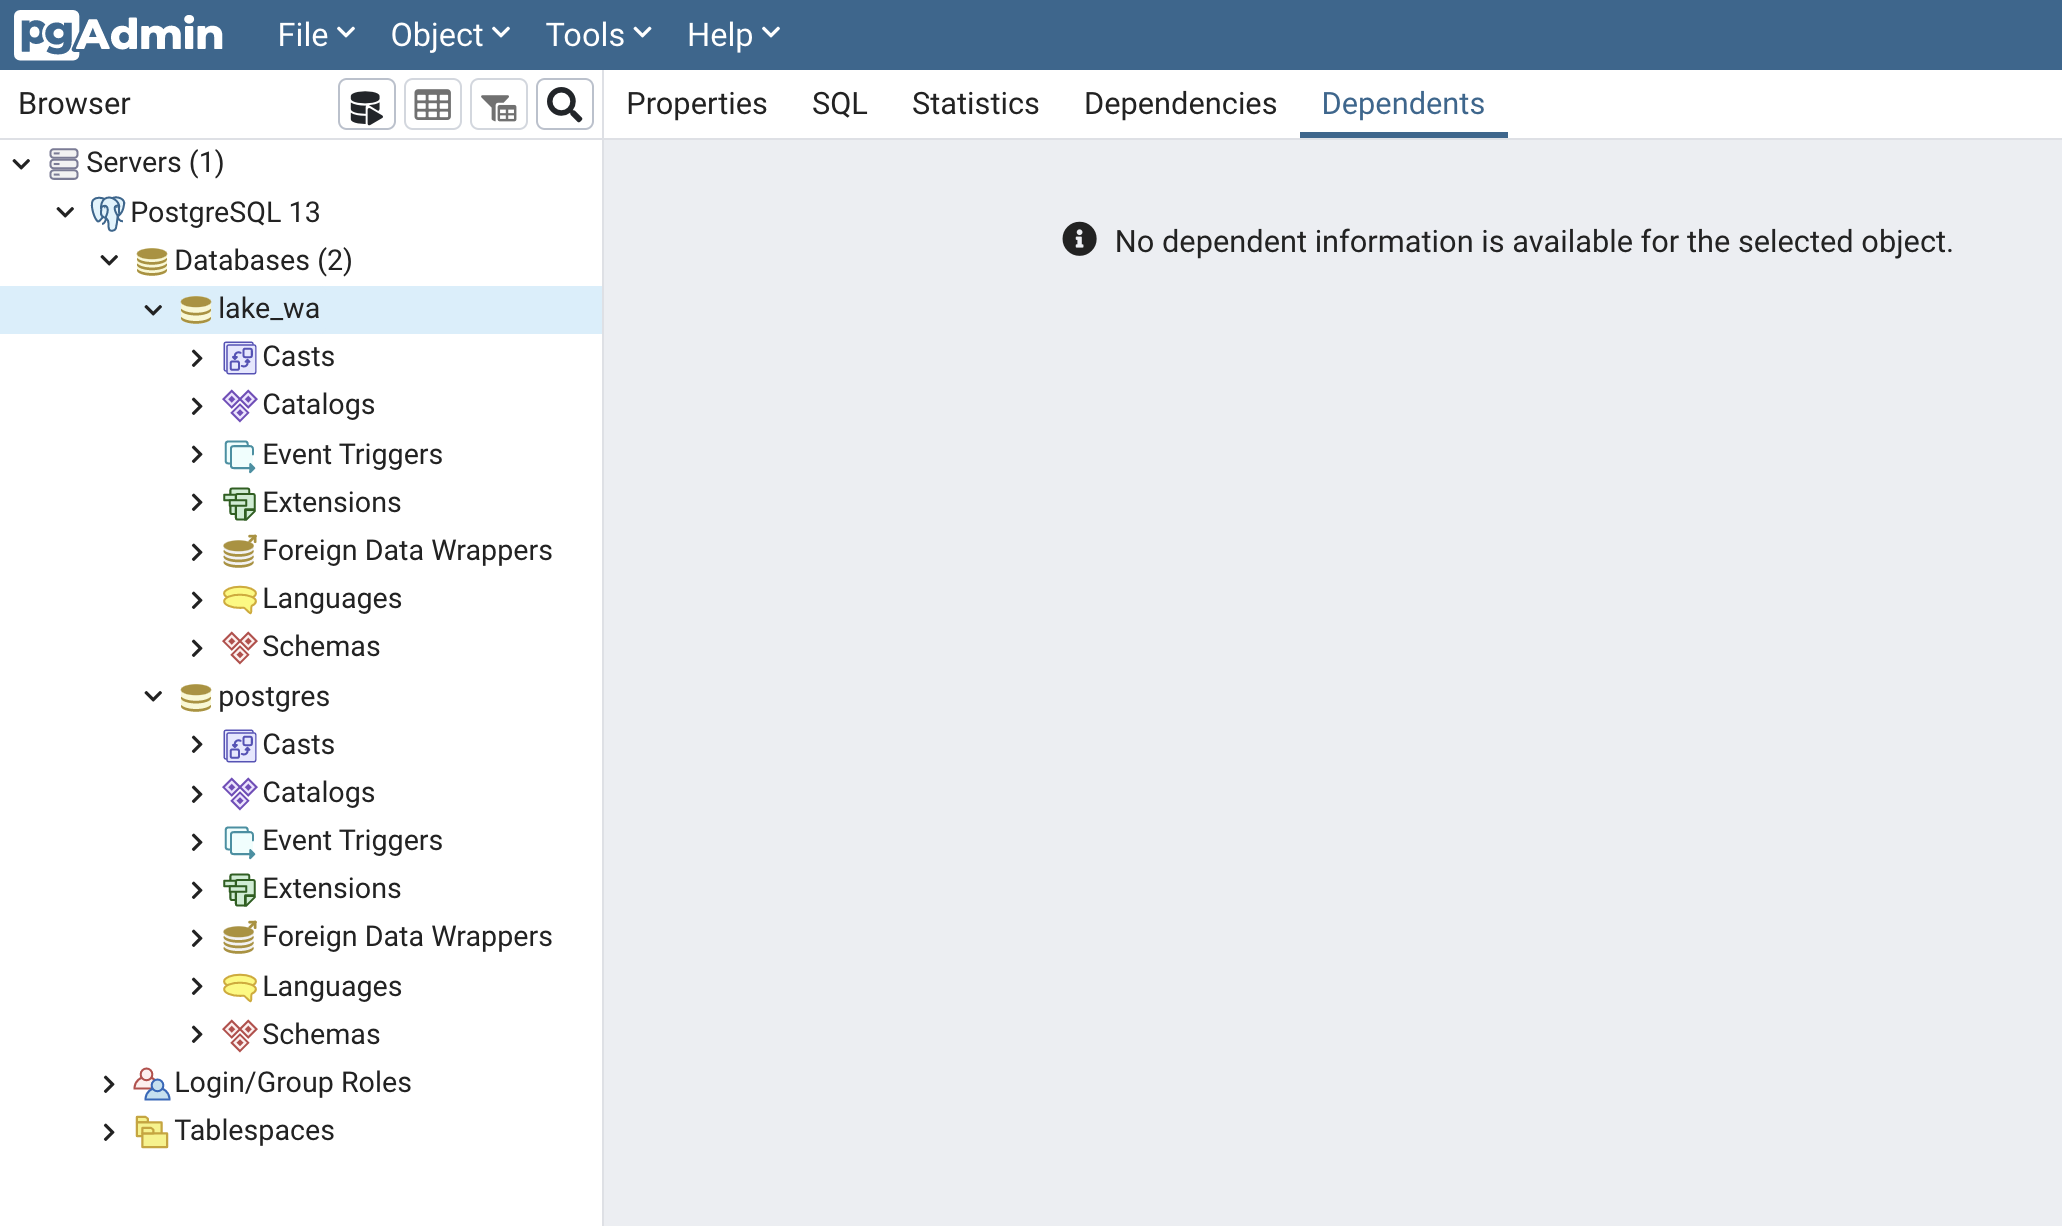 pgAdmin File Object Tools Help
Browser
Properties SQL Statistics Dependencies Dependents
Servers (1)
PostgreSQL 13
Databases (2)
lake_wa
Casts
Catalogs
Event Triggers
Extensions
Foreign Data Wrappers
Languages
Schemas
postgres
Casts
Catalogs
Event Triggers
Extensions
Foreign Data Wrappers
Languages
Schemas
Login/Group Roles
Tablespaces
No dependent information is available for the selected object.